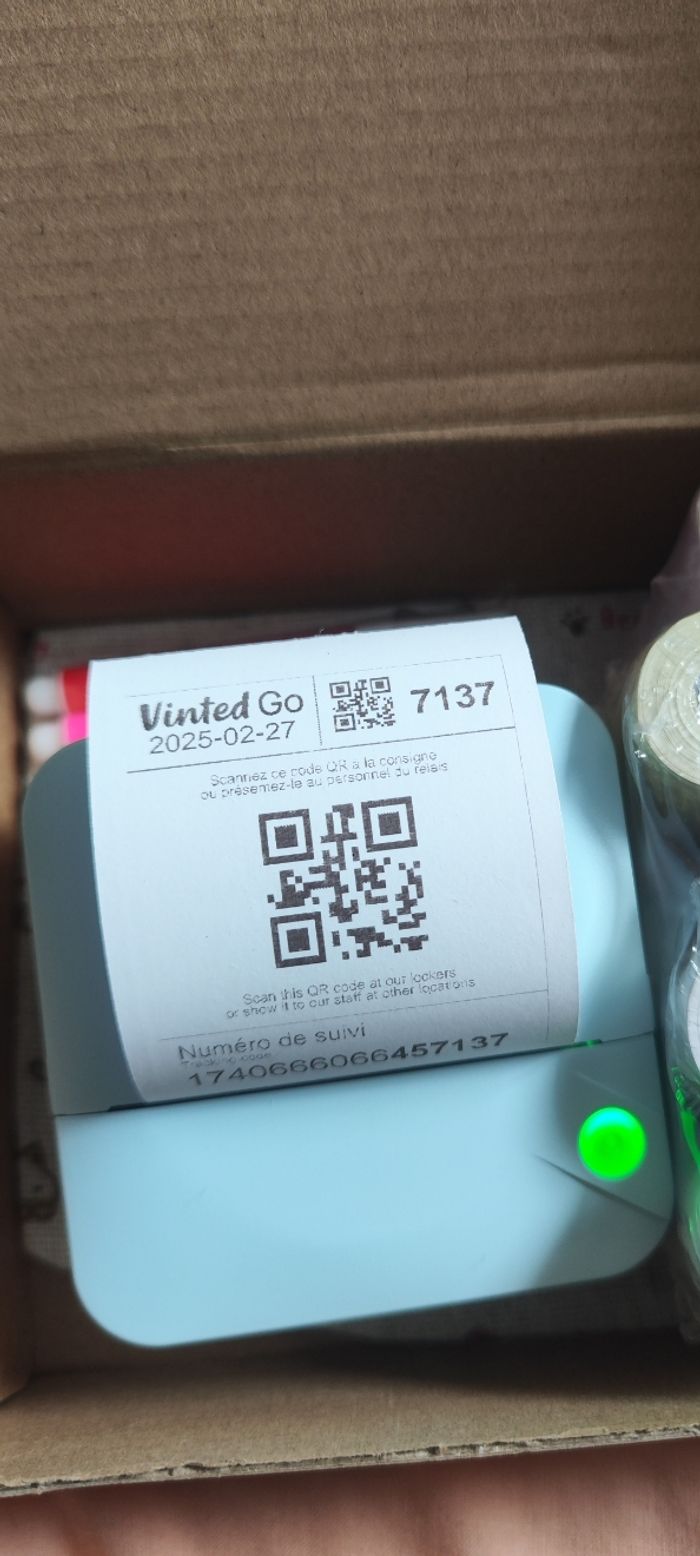 Vinted Go
2025-02-27
7137
Scannez ce code QR à la consigne
ou présentez-le au personnel du relais
Scan this QR code at our lockers
or show it to our staff at other locations
Numéro de suivi
Tracking code
1740666066457137